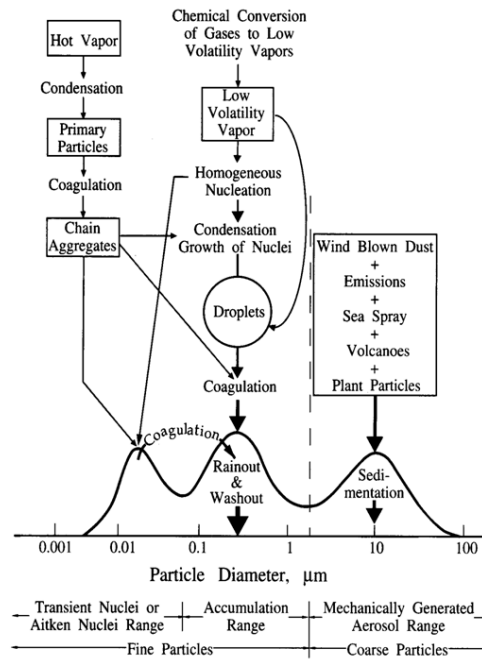 Hot Vapor
Condensation
Primary
Particles
Coagulation
Chain
Aggregates
Chemical Conversion
of Gases to Low
Volatility Vapors
Low
Volatility
Vapor
Homogeneous
Nucleation
Condensation
Growth of Nuclei
Droplets
Coagulation
Coagulation
Rainout
&
Washout
Wind Blown Dust
+
Emissions
+
Sea Spray
+
Volcanoes
+
Plant Particles
Sedi-
mentation
0.001 0.01 0.1 1 10 100
Particle Diameter, μm
Transient Nuclei or
Aitken Nuclei Range
Accumulation
Range
Mechanically Generated
Aerosol Range
Fine Particles
Coarse Particles